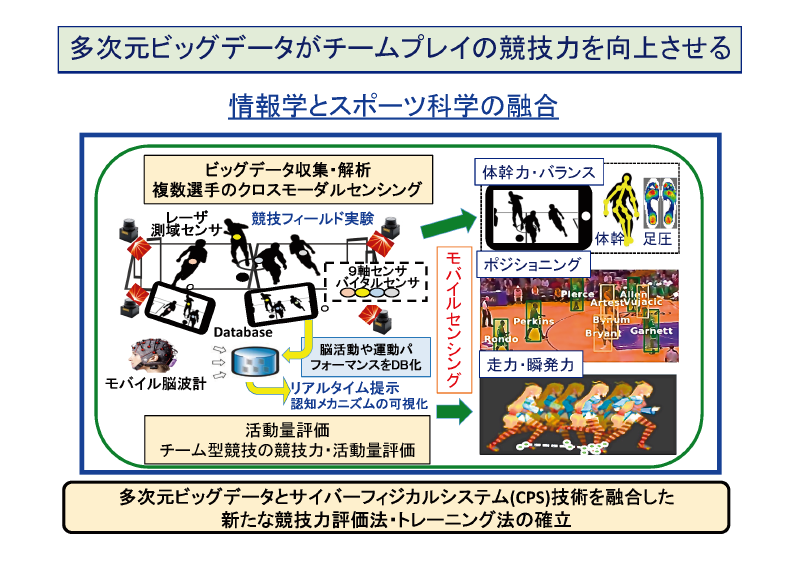 多次元ビッグデータがチームプレイの競技力を向上させる
情報学とスポーツ科学の融合
ビッグデータ収集・解析
複数選手のクロスモーダルセンシング
レーザ
測域センサ
競技フィールド実験
9軸センサ
バイタルセンサ
Database
脳活動や運動パ
フォーマンスをDB化
モバイル脳波計
リアルタイム提示
認知メカニズムの可視化
活動量評価
チーム型競技の競技力・活動量評価
モバイルセンシング
体幹力・バランス
体幹
足圧
ポジショニング
Pierce
Allen
Artest
Vujacic
Perkins
Bynum
Rondo
Bryant
Garnett
走力・瞬発力
多次元ビッグデータとサイバーフィジカルシステム(CPS)技術を融合した
新たな競技力評価法・トレーニング法の確立